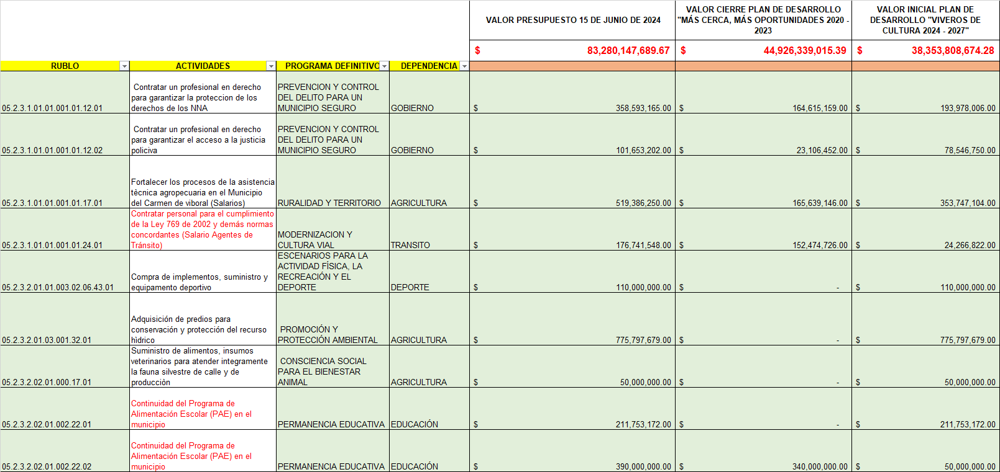 VALOR PRESUPUESTO 15 DE JUNIO DE 2024
VALOR CIERRE PLAN DE DESARROLLO
"MÁS CERCA, MÁS OPORTUNIDADES 2020 -
2023
VALOR INICIAL PLAN DE
DESARROLLO "VIVEROS DE
CULTURA 2024 - 2027"
$ 83,280,147,689.67 $ 44,926,339,015.39 $ 38,353,808,674.28
RUBLO ACTIVIDADES PROGRAMA DEFINITIVO DEPENDENCIA
05.2.3.1.01.01.001.01.12.01
Contratar un profesional en derecho
para garantizar la proteccion de los
derechos de los NNA
PREVENCION Y CONTROL
DEL DELITO PARA UN
MUNICIPIO SEGURO
GOBIERNO
$ 358,593,165.00 $ 164,615,159.00 $ 193,978,006.00
05.2.3.1.01.01.001.01.12.02
Contratar un profesional en derecho
para garantizar el acceso a la justicia
policiva
PREVENCION Y CONTROL
DEL DELITO PARA UN
MUNICIPIO SEGURO
GOBIERNO
$ 101,653,202.00 $ 23,106,452.00 $ 78,546,750.00
05.2.3.1.01.01.001.01.17.01
Fortalecer los procesos de la asistencia
tècnica agropecuaria en el Municipio
del Carmen de viboral (Salarios)
RURALIDAD Y TERRITORIO
AGRICULTURA
$ 519,386,250.00 $ 165,639,146.00 $ 353,747,104.00
05.2.3.1.01.01.001.01.24.01
Contratar personal para el cumplimiento
de la Ley 769 de 2002 y demás normas
concordantes (Salario Agentes de
Tránsito)
MODERNIZACION Y
CULTURA VIAL
TRANSITO
$ 176,741,548.00 $ 152,474,726.00 $ 24,266,822.00
05.2.3.2.01.01.003.02.06.43.01
Compra de implementos, suministro y
equipamento deportivo
ESCENARIOS PARA LA
ACTIVIDAD FÍSICA, LA
RECREACIÓN Y EL
DEPORTE
DEPORTE
$ 110,000,000.00 $ - $ 110,000,000.00
05.2.3.2.01.03.001.32.01
Adquisición de predios para
conservación y protección del recurso
hìdrico
PROMOCIÓN Y
PROTECCIÓN AMBIENTAL
AGRICULTURA
$ 775,797,679.00 $ - $ 775,797,679.00
05.2.3.2.02.01.000.17.01
Suministro de alimentos, insumos
veterinarios para atender integramente
la fauna silvestre de calle y de
producciòn
CONSCIENCIA SOCIAL
PARA EL BIENESTAR
ANIMAL
AGRICULTURA
$ 50,000,000.00 $ - $ 50,000,000.00
05.2.3.2.02.01.002.22.01
Continuidad del Programa de
Alimentación Escolar (PAE) en el
municipio
PERMANENCIA EDUCATIVA
EDUCACIÓN
$ 211,753,172.00 $ - $ 211,753,172.00
05.2.3.2.02.01.002.22.02
Continuidad del Programa de
Alimentación Escolar (PAE) en el
municipio
PERMANENCIA EDUCATIVA
EDUCACIÓN
$ 390,000,000.00 $ 340,000,000.00 $ 50,000,000.00